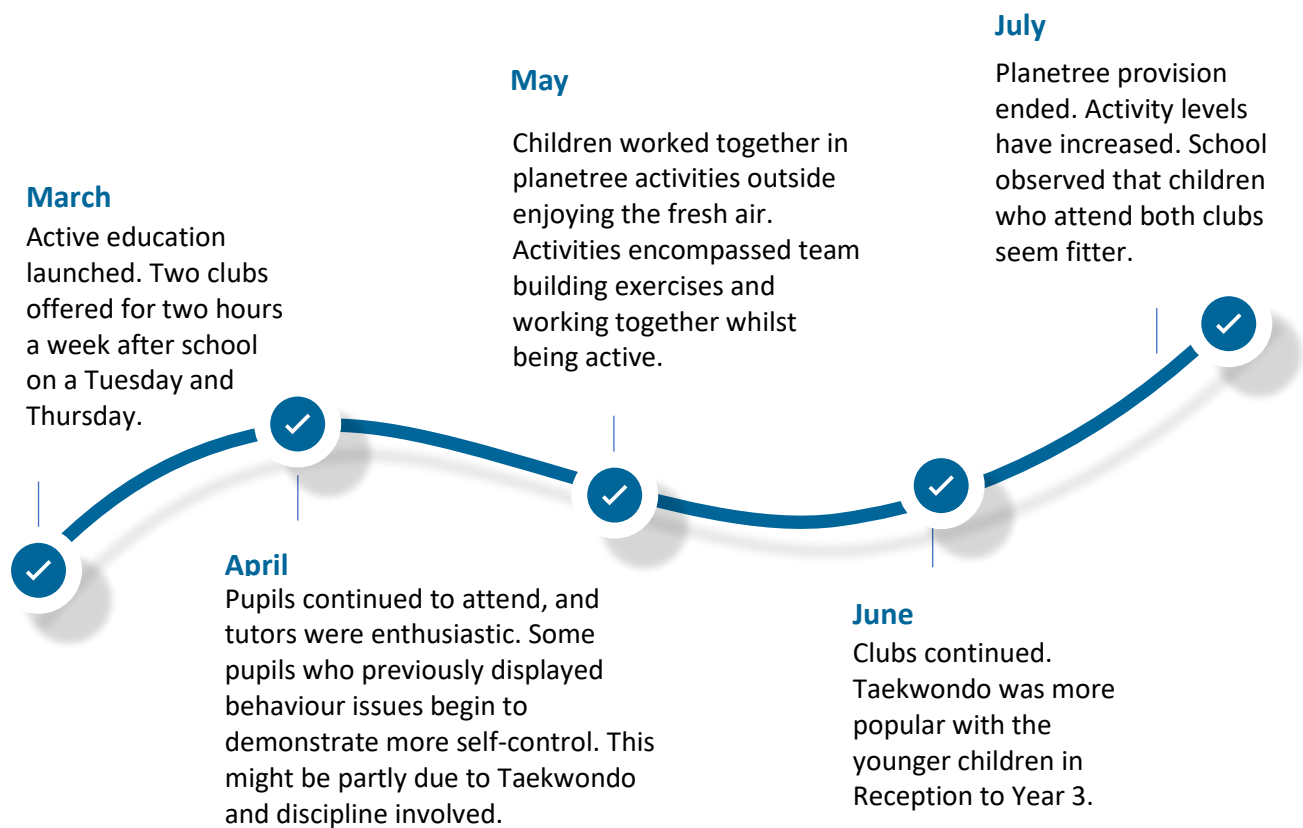 March
Active education
launched. Two clubs
offered for two hours
a week after school
on a Tuesday and
Thursday.
April
Pupils continued to attend, and
tutors were enthusiastic. Some
pupils who previously displayed
behaviour issues begin to
demonstrate more self-control. This
might be partly due to Taekwondo
and discipline involved.
May
Children worked together in
planetree activities outside
enjoying the fresh air.
Activities encompassed team
building exercises and
working together whilst
being active.
June
Clubs continued.
Taekwondo was more
popular with the
younger children in
Reception to Year 3.
July
Planetree provision
ended. Activity levels
have increased. School
observed that children
who attend both clubs
seem fitter.